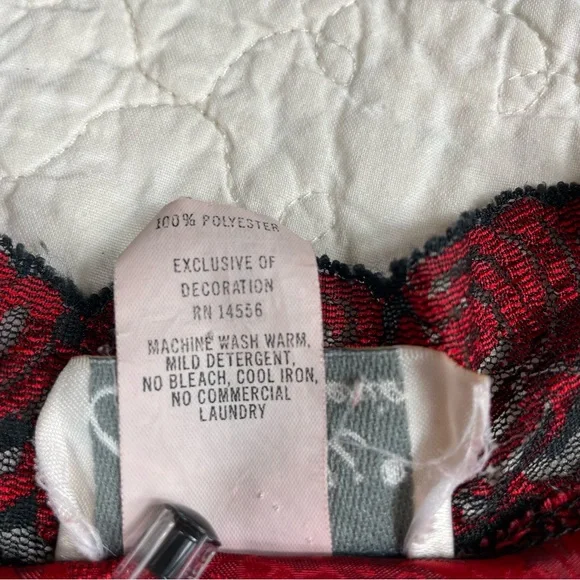 100% POLYESTER
EXCLUSIVE OF
DECORATION
RN 14556
MACHINE WASH WARM,
MILD DETERGENT,
NO BLEACH, COOL IRON,
NO COMMERCIAL
LAUNDRY